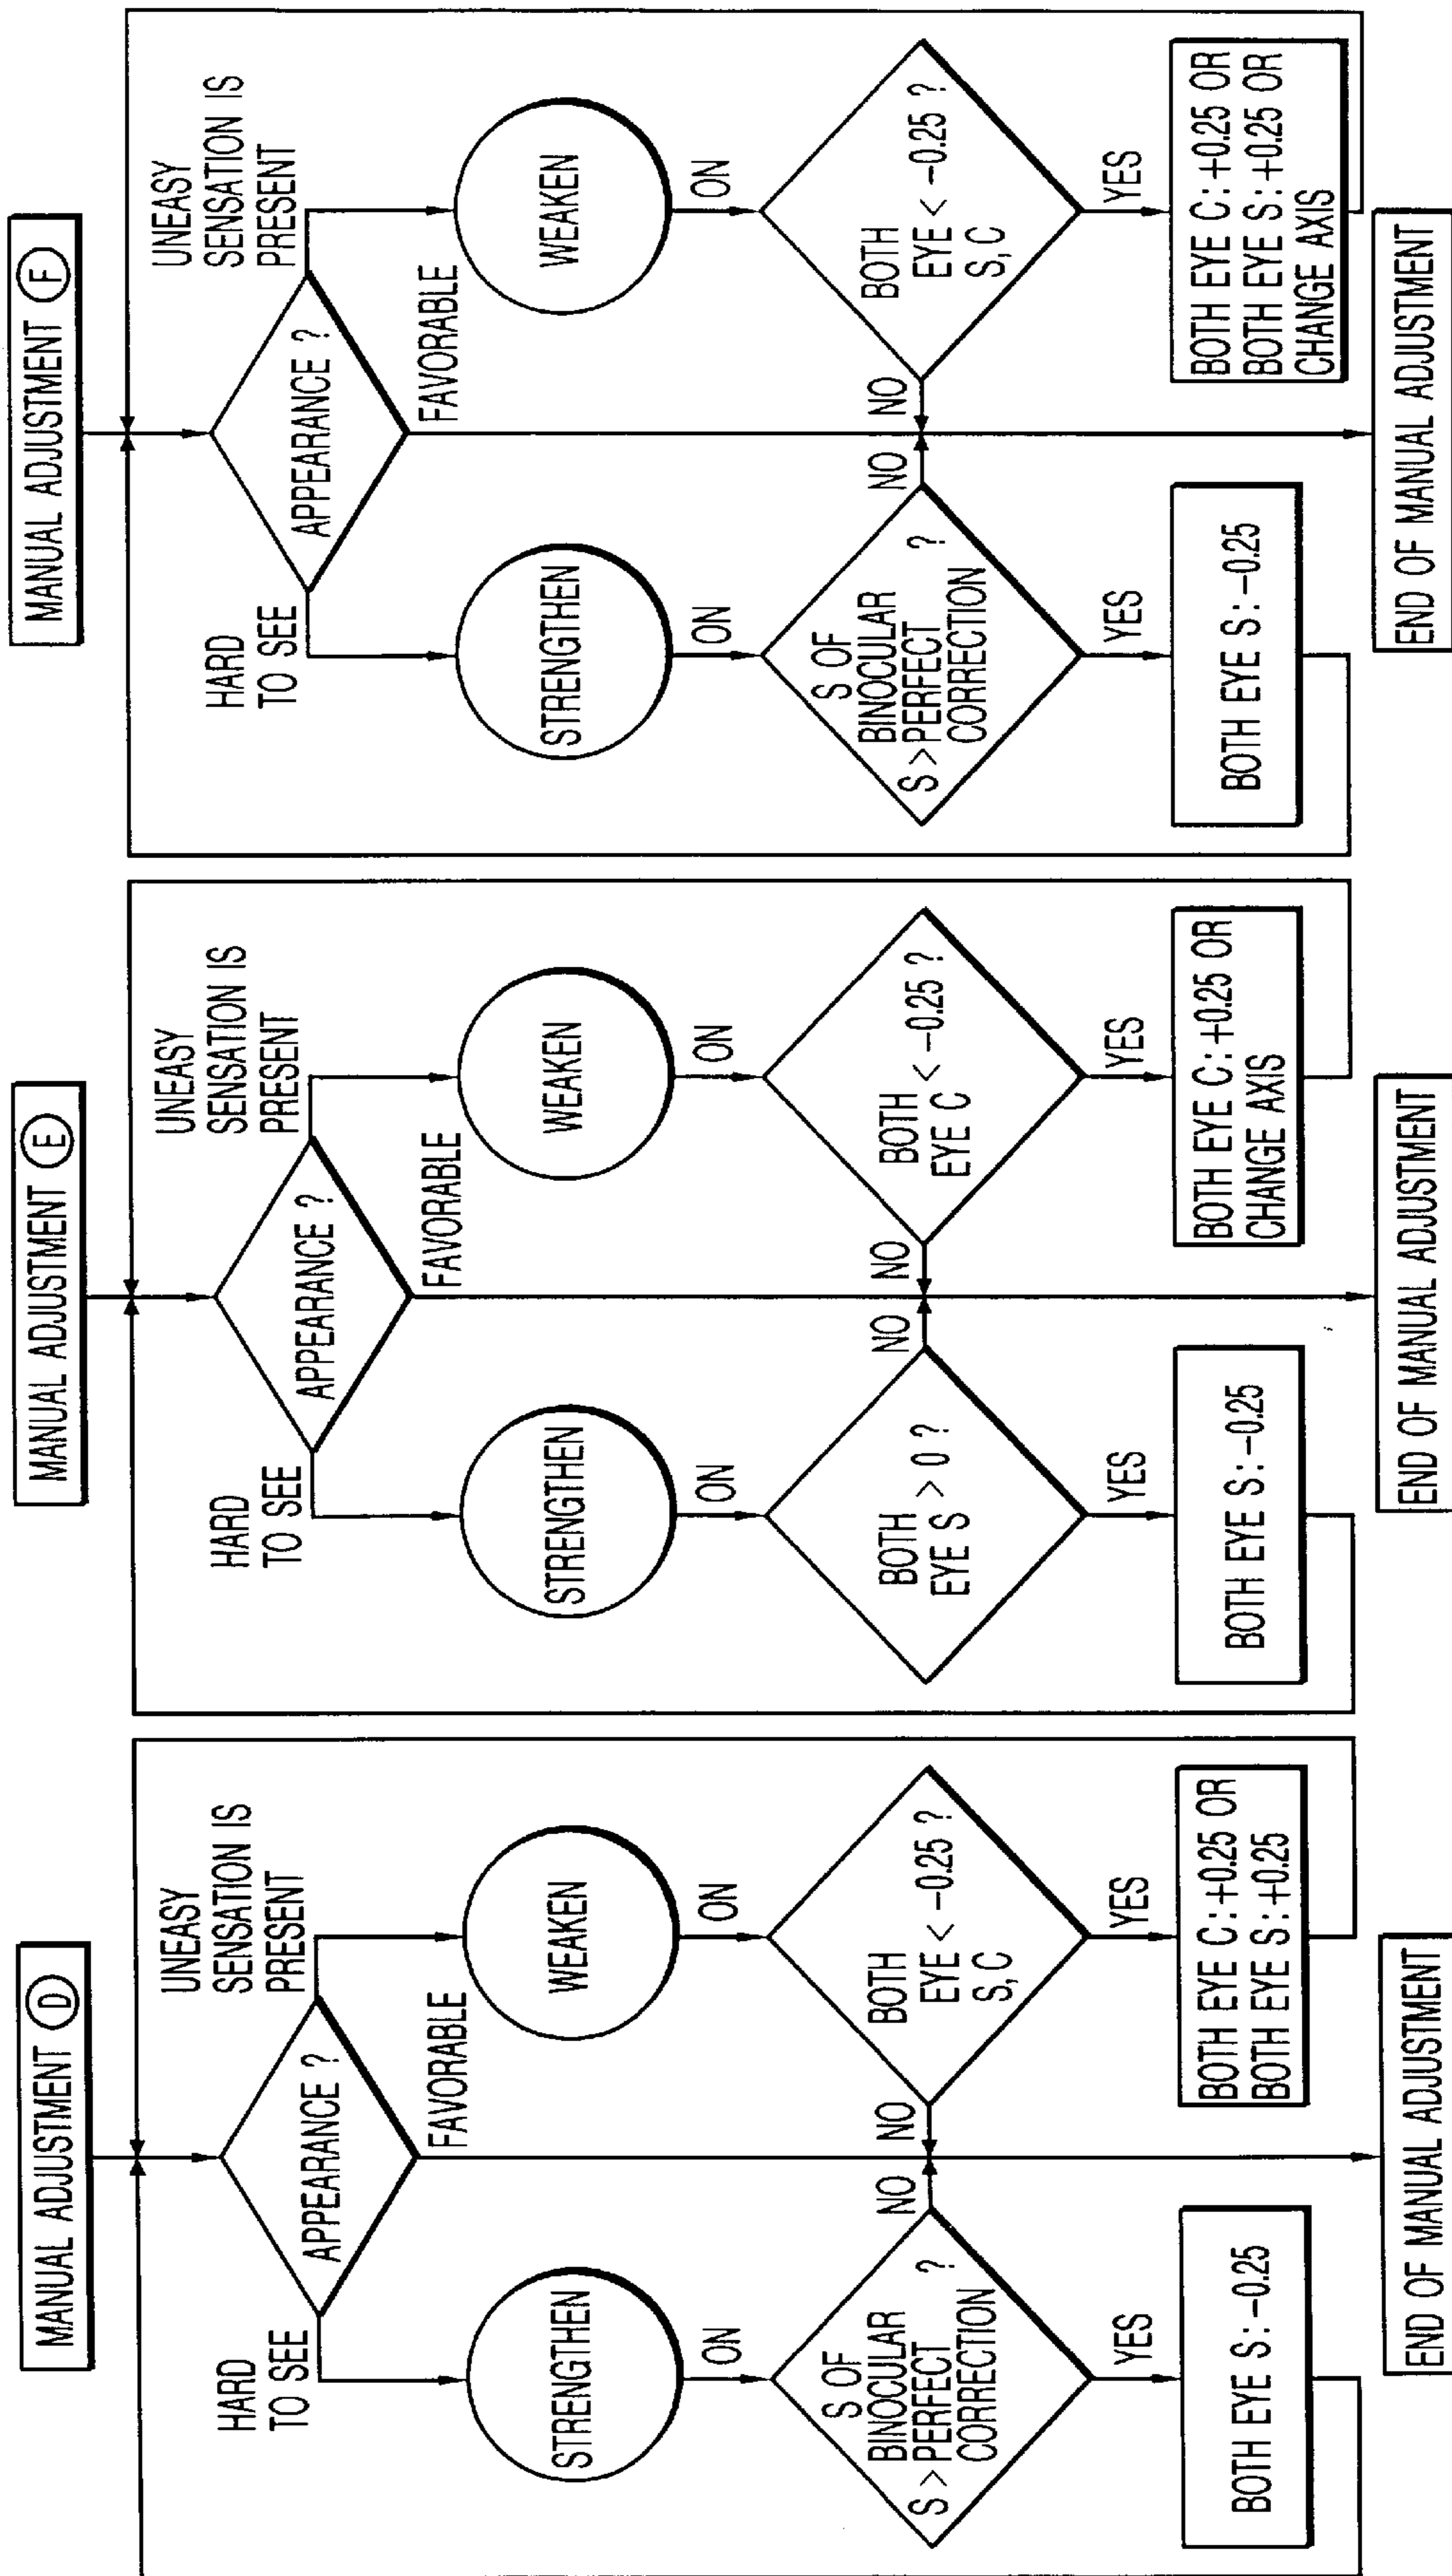 MANUAL ADJUSTMENT D
APPEARANCE ?
HARD
TO SEE
UNEASY
SENSATION IS
PRESENT
FAVORABLE
STRENGTHEN
WEAKEN
ON
ON
S OF
BINOCULAR
S > PERFECT ?
CORRECTION
BOTH
EYE < -0.25 ?
S, C
NO
NO
YES
YES
BOTH EYE S: -0.25
BOTH EYE C: +0.25 OR
BOTH EYE S: +0.25
END OF MANUAL ADJUSTMENT
MANUAL ADJUSTMENT E
APPEARANCE ?
HARD
TO SEE
UNEASY
SENSATION IS
PRESENT
FAVORABLE
STRENGTHEN
WEAKEN
ON
ON
BOTH
EYE S > 0 ?
BOTH
EYE C < -0.25 ?
NO
NO
YES
YES
BOTH EYE S: -0.25
BOTH EYE C: +0.25 OR
CHANGE AXIS
END OF MANUAL ADJUSTMENT
MANUAL ADJUSTMENT F
APPEARANCE ?
HARD
TO SEE
UNEASY
SENSATION IS
PRESENT
FAVORABLE
STRENGTHEN
WEAKEN
ON
ON
S OF
BINOCULAR
S > PERFECT ?
CORRECTION
BOTH
EYE < -0.25 ?
S, C
NO
NO
YES
YES
BOTH EYE S: -0.25
BOTH EYE C: +0.25 OR
BOTH EYE S: +0.25 OR
CHANGE AXIS
END OF MANUAL ADJUSTMENT